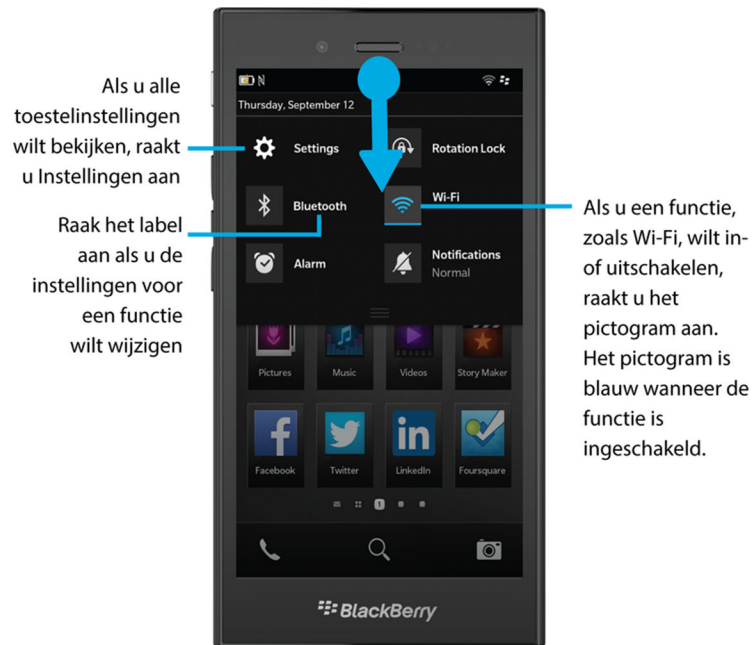 Als u alle
toestelinstellingen
wilt bekijken, raakt
u Instellingen aan
Raak het label
aan als u de
instellingen voor
een functie
wilt wijzigen
Thursday, September 12
Settings
Rotation Lock
Bluetooth
Wi-Fi
Alarm
Notifications
Normal
Pictures
Music
Videos
Story Maker
Facebook
Twitter
LinkedIn
Foursquare
1
BlackBerry
Als u een functie,
zoals Wi-Fi, wilt in-
of uitschakelen,
raakt u het
pictogram aan.
Het pictogram is
blauw wanneer de
functie is
ingeschakeld.